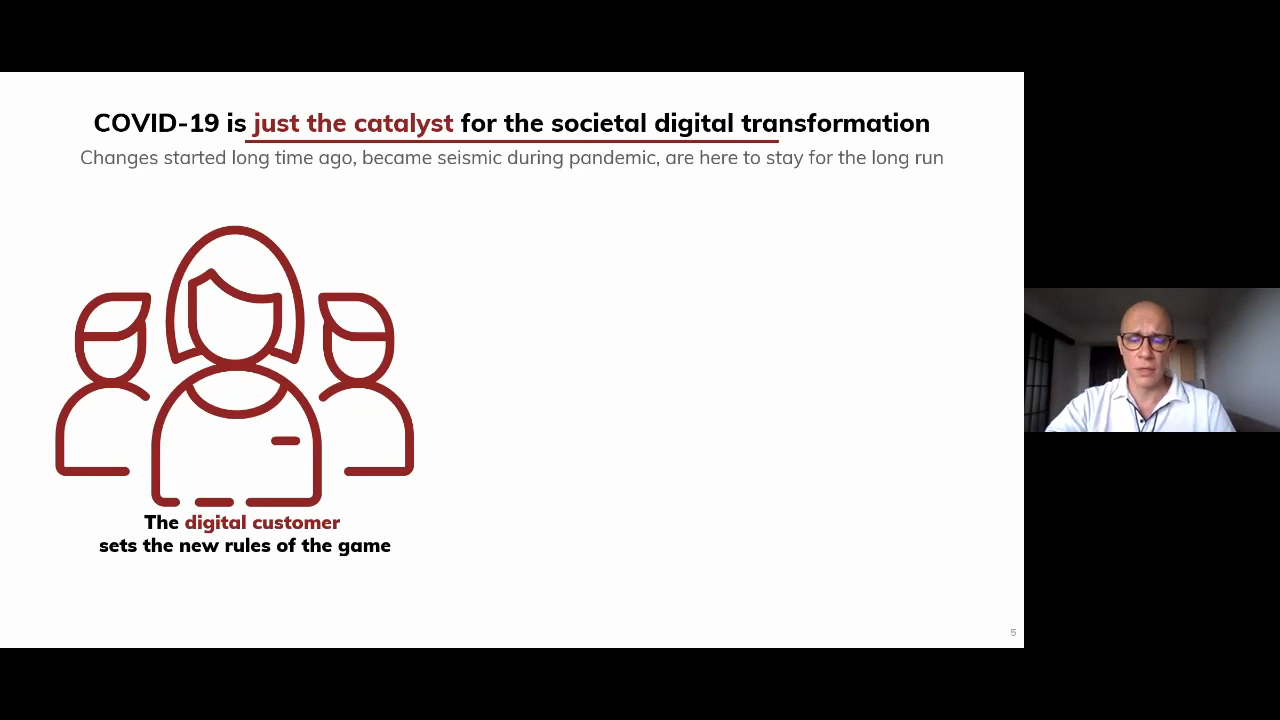 COVID-19 is just the catalyst for the societal digital transformation
Changes started long time ago, became seismic during pandemic, are here to stay for the long run
The digital customer
sets the new rules of the game
5